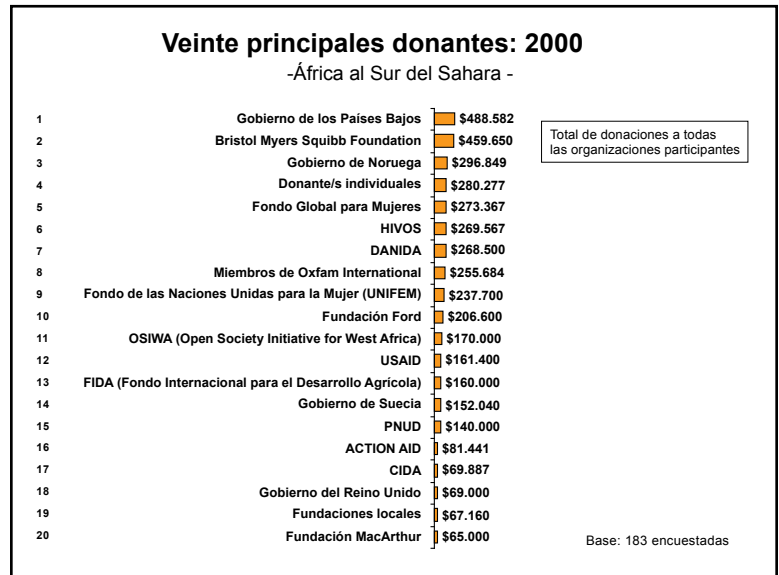 Veinte principales donantes: 2000
-África al Sur del Sahara -
Total de donaciones a todas
las organizaciones participantes
1 Gobierno de los Países Bajos $488.582
2 Bristol Myers Squibb Foundation $459.650
3 Gobierno de Noruega $296.849
4 Donante/s individuales $280.277
5 Fondo Global para Mujeres $273.367
6 HIVOS $269.567
7 DANIDA $268.500
8 Miembros de Oxfam International $255.684
9 Fondo de las Naciones Unidas para la Mujer (UNIFEM) $237.700
10 Fundación Ford $206.600
11 OSIWA (Open Society Initiative for West Africa) $170.000
12 USAID $161.400
13 FIDA (Fondo Internacional para el Desarrollo Agrícola) $160.000
14 Gobierno de Suecia $152.040
15 PNUD $140.000
16 ACTION AID $81.441
17 CIDA $69.887
18 Gobierno del Reino Unido $69.000
19 Fundaciones locales $67.160
20 Fundación MacArthur $65.000
Base: 183 encuestadas